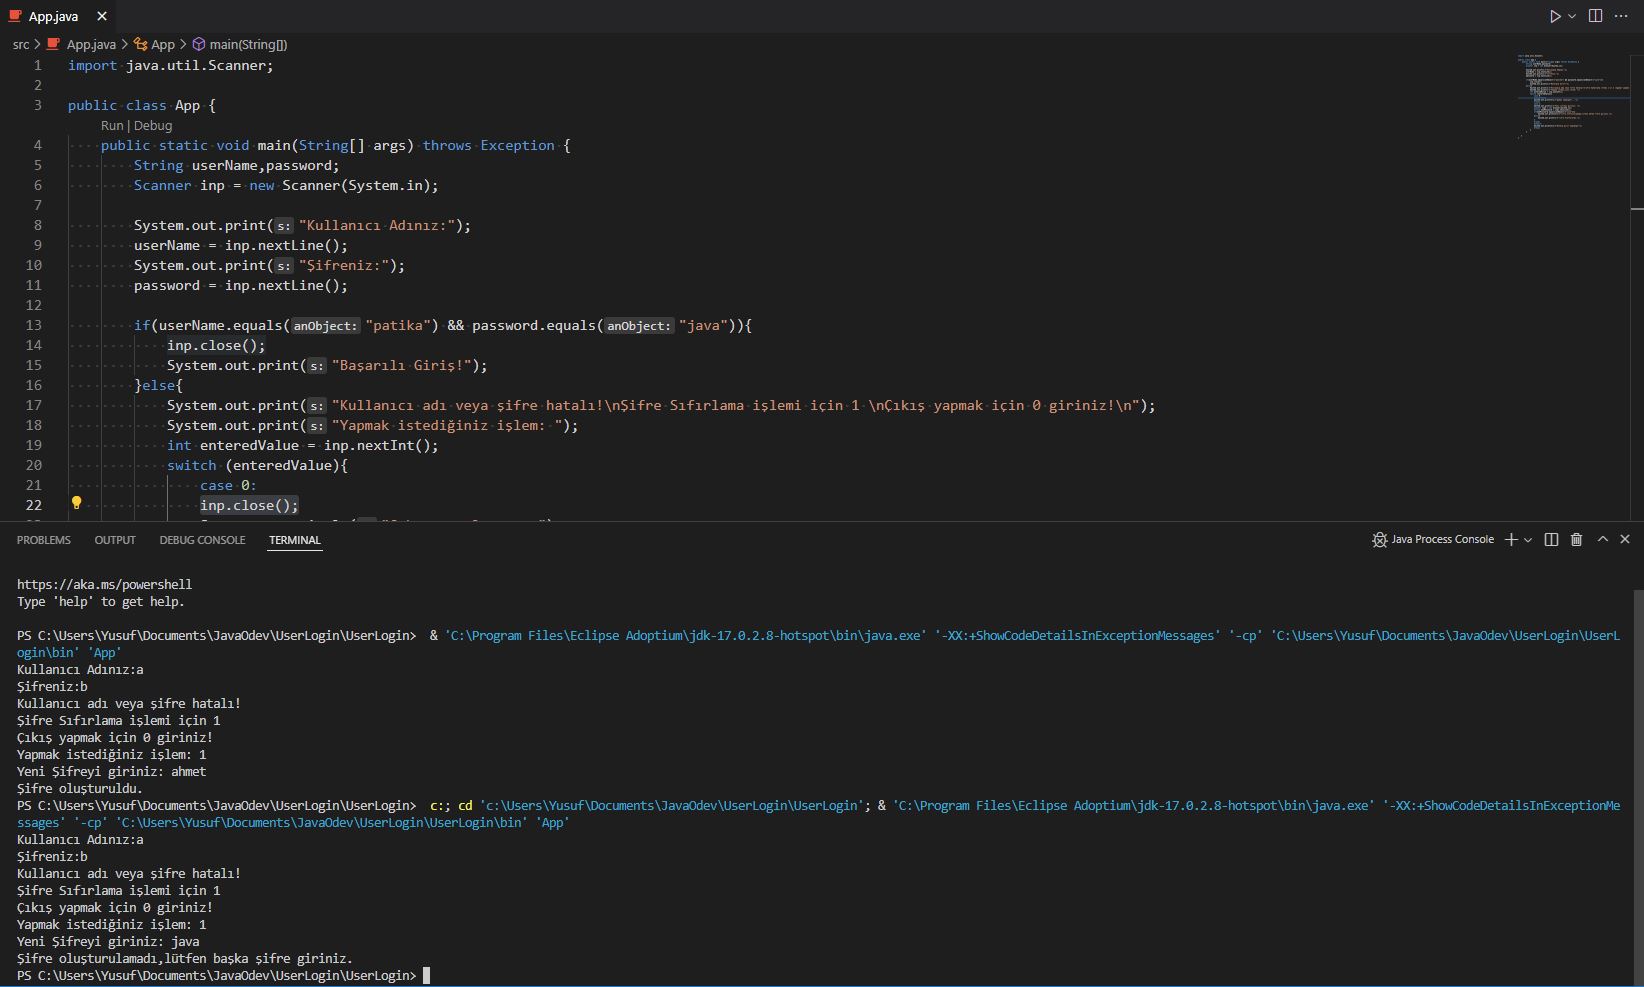 App.java
src > App.java > App > main(String[])
1 import java.util.Scanner;
2
3 public class App {
Run | Debug
4 public static void main(String[] args) throws Exception {
5 String userName,password;
6 Scanner inp = new Scanner(System.in);
7
8 System.out.print(s: "Kullanıcı Adınız:");
9 userName = inp.nextLine();
10 System.out.print(s: "Şifreniz:");
11 password = inp.nextLine();
12
13 if(userName.equals(anObject: "patika") && password.equals(anObject: "java")){
14 inp.close();
15 System.out.print(s: "Başarılı Giriş!");
16 }else{
17 System.out.print(s: "Kullanıcı adı veya şifre hatalı!\nŞifre Sıfırlama işlemi için 1 \nÇıkış yapmak için 0 giriniz!\n");
18 System.out.print(s: "Yapmak istediğiniz işlem: ");
19 int enteredValue = inp.nextInt();
20 switch (enteredValue){
21 case 0:
22 inp.close();
PROBLEMS OUTPUT DEBUG CONSOLE TERMINAL Java Process Console
https://aka.ms/powershell
Type 'help' to get help.
PS C:\Users\Yusuf\Documents\JavaOdev\UserLogin\UserLogin>  & 'C:\Program Files\Eclipse Adoptium\jdk-17.0.2.8-hotspot\bin\java.exe' '-XX:+ShowCodeDetailsInExceptionMessages' '-cp' 'C:\Users\Yusuf\Documents\JavaOdev\UserLogin\UserL
ogin\bin' 'App'
Kullanıcı Adınız:a
Şifreniz:b
Kullanıcı adı veya şifre hatalı!
Şifre Sıfırlama işlemi için 1
Çıkış yapmak için 0 giriniz!
Yapmak istediğiniz işlem: 1
Yeni Şifreyi giriniz: ahmet
Şifre oluşturuldu.
PS C:\Users\Yusuf\Documents\JavaOdev\UserLogin\UserLogin>  c:; cd 'c:\Users\Yusuf\Documents\JavaOdev\UserLogin\UserLogin'; & 'C:\Program Files\Eclipse Adoptium\jdk-17.0.2.8-hotspot\bin\java.exe' '-XX:+ShowCodeDetailsInExceptionMe
ssages' '-cp' 'C:\Users\Yusuf\Documents\JavaOdev\UserLogin\UserLogin\bin' 'App'
Kullanıcı Adınız:a
Şifreniz:b
Kullanıcı adı veya şifre hatalı!
Şifre Sıfırlama işlemi için 1
Çıkış yapmak için 0 giriniz!
Yapmak istediğiniz işlem: 1
Yeni Şifreyi giriniz: java
Şifre oluşturulamadı,lütfen başka şifre giriniz.
PS C:\Users\Yusuf\Documents\JavaOdev\UserLogin\UserLogin>